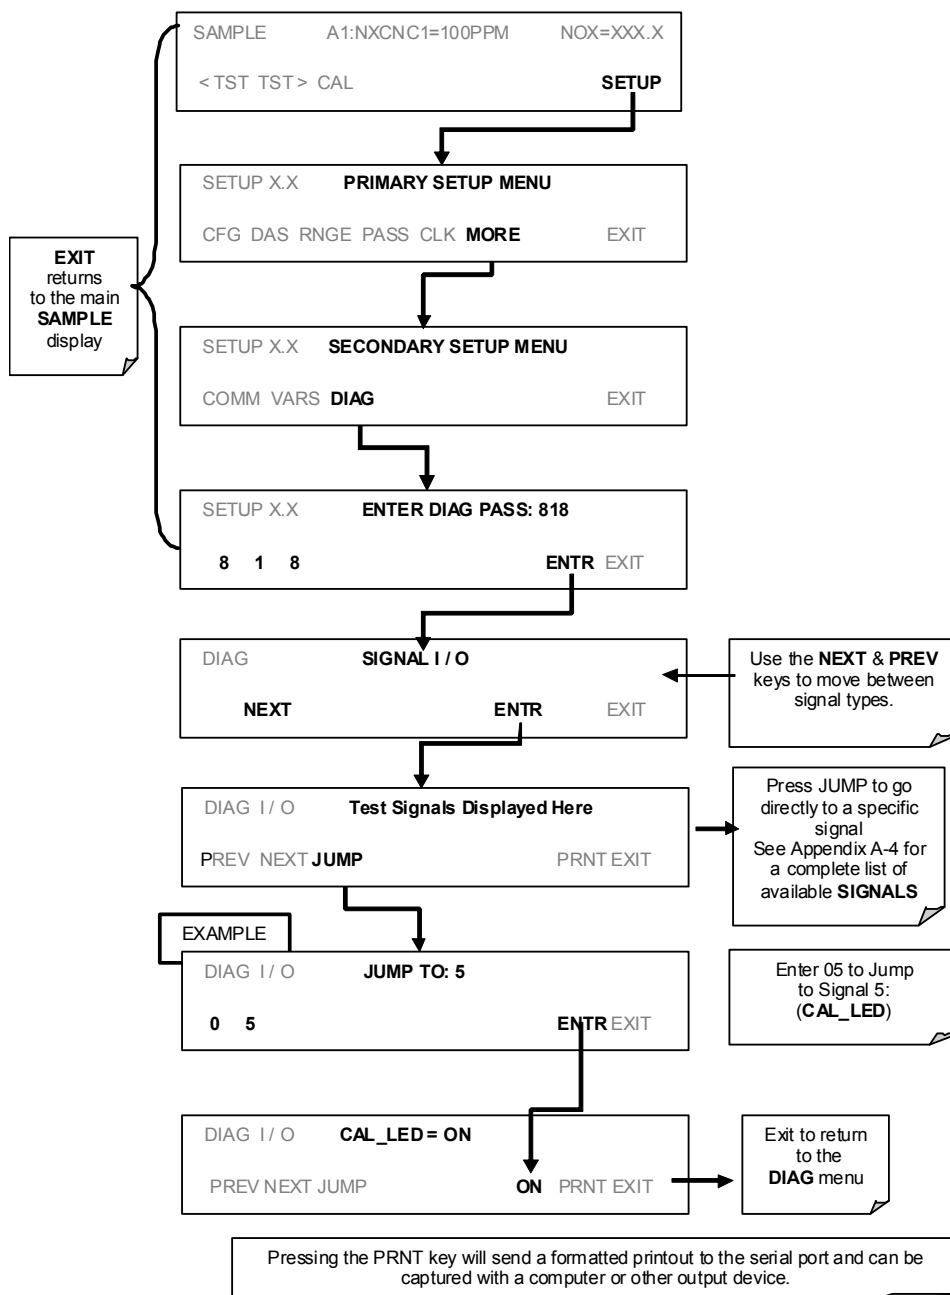 SAMPLE A1:NXCNC1=100PPM NOX=XXX.X
< TST TST > CAL SETUP
SETUP X.X PRIMARY SETUP MENU
CFG DAS RNGE PASS CLK MORE EXIT
EXIT
returns
to the main
SAMPLE
display
SETUP X.X SECONDARY SETUP MENU
COMM VARS DIAG EXIT
SETUP X.X ENTER DIAG PASS: 818
8 1 8 ENTR EXIT
DIAG SIGNAL I / O
NEXT ENTR EXIT
Use the NEXT & PREV
keys to move between
signal types.
DIAG I / O Test Signals Displayed Here
PREV NEXT JUMP PRNT EXIT
Press JUMP to go
directly to a specific
signal
See Appendix A-4 for
a complete list of
available SIGNALS
EXAMPLE
DIAG I / O JUMP TO: 5
0 5 ENTR EXIT
Enter 05 to Jump
to Signal 5:
(CAL_LED)
DIAG I / O CAL_LED = ON
PREV NEXT JUMP ON PRNT EXIT
Exit to return
to the
DIAG menu
Pressing the PRNT key will send a formatted printout to the serial port and can be
captured with a computer or other output device.